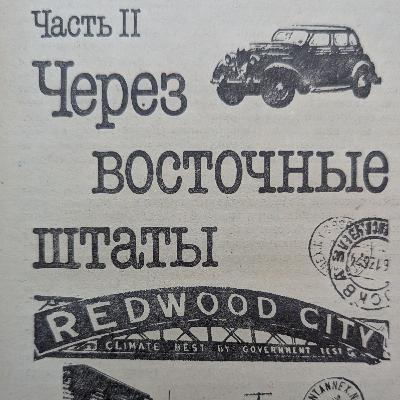 Часть II
Через
восточные
штаты
REDWOOD CITY
CLIMATE BEST BY GOVERNMENT TEST